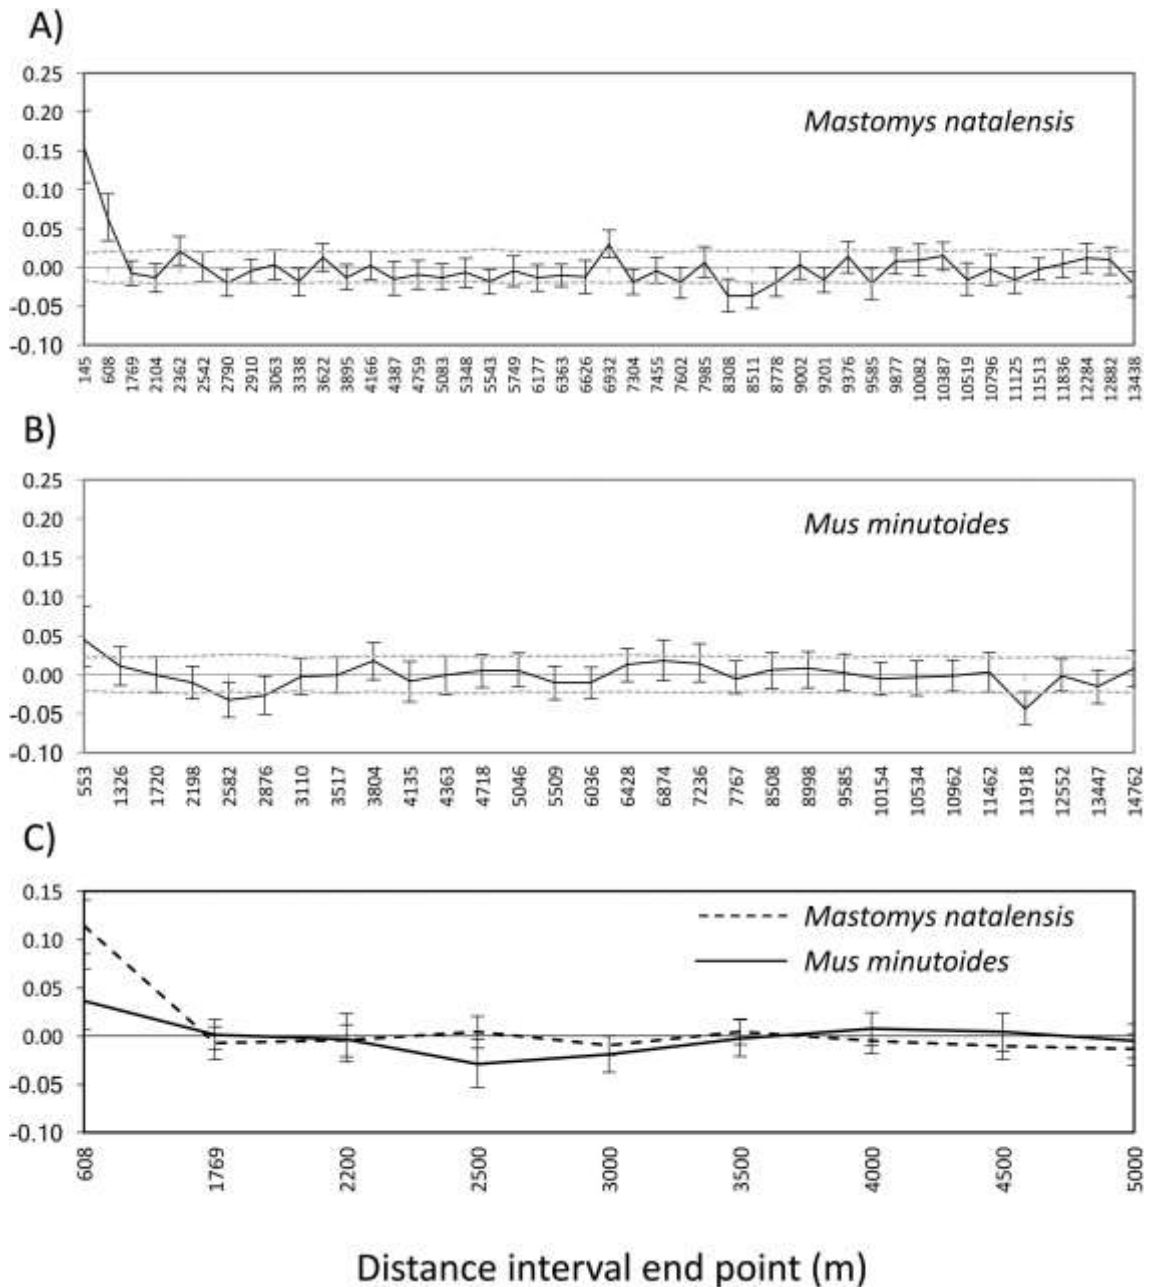 A)
0.25
0.20
0.15
0.10
0.05
0.00
-0.05
-0.10
Mastomys natalensis
145 608 1769 2104 2362 2542 2790 2910 3063 3338 3622 3895 4166 4387 4759 5083 5348 5543 5749 6177 6363 6626 6932 7304 7455 7602 7985 8308 8511 8778 9002 9201 9376 9585 9877 10082 10387 10519 10796 11125 11513 11836 12284 12882 13438
B)
0.25
0.20
0.15
0.10
0.05
0.00
-0.05
-0.10
Mus minutoides
553 1326 1720 2198 2582 2876 3110 3517 3804 4135 4363 4718 5046 5509 6036 6428 6874 7236 7767 8508 8998 9585 10154 10534 10962 11462 11918 12552 13447 14762
C)
0.15
0.10
0.05
0.00
-0.05
-0.10
Mastomys natalensis
Mus minutoides
608 1769 2200 2500 3000 3500 4000 4500 5000
Distance interval end point (m)